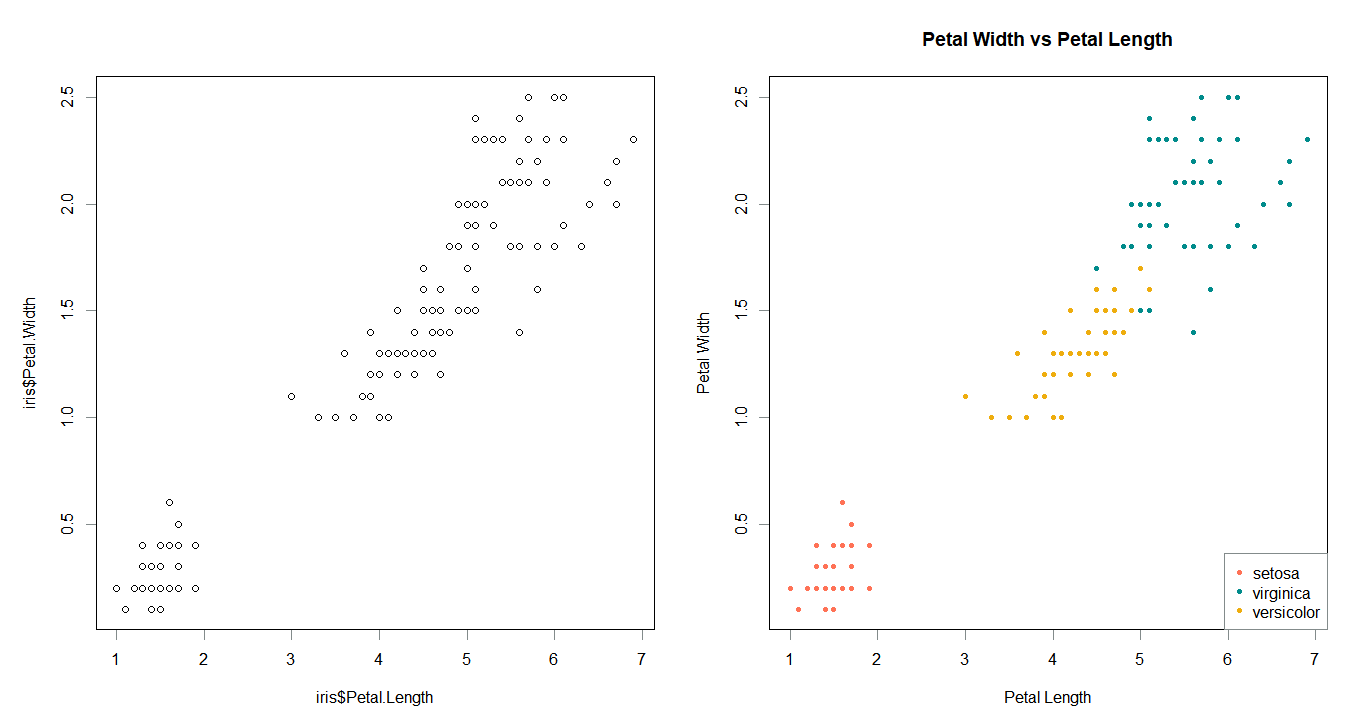 2.5
2.0
1.5
1.0
0.5
iris$Petal.Width
1 2 3 4 5 6 7
iris$Petal.Length
Petal Width vs Petal Length
2.5
2.0
1.5
1.0
0.5
Petal Width
setosa
virginica
versicolor
1 2 3 4 5 6 7
Petal Length